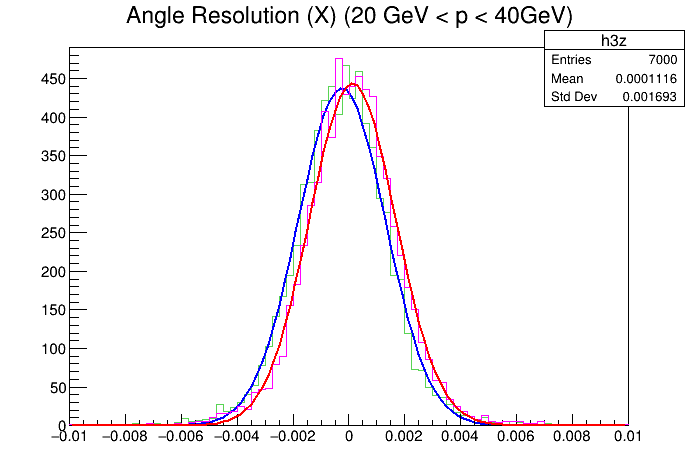 Angle Resolution (X) (20 GeV < p < 40GeV)
h3z
Entries 7000
Mean 0.0001116
Std Dev 0.001693
450
400
350
300
250
200
150
100
50
0
−0.01 −0.008 −0.006 −0.004 −0.002 0 0.002 0.004 0.006 0.008 0.01